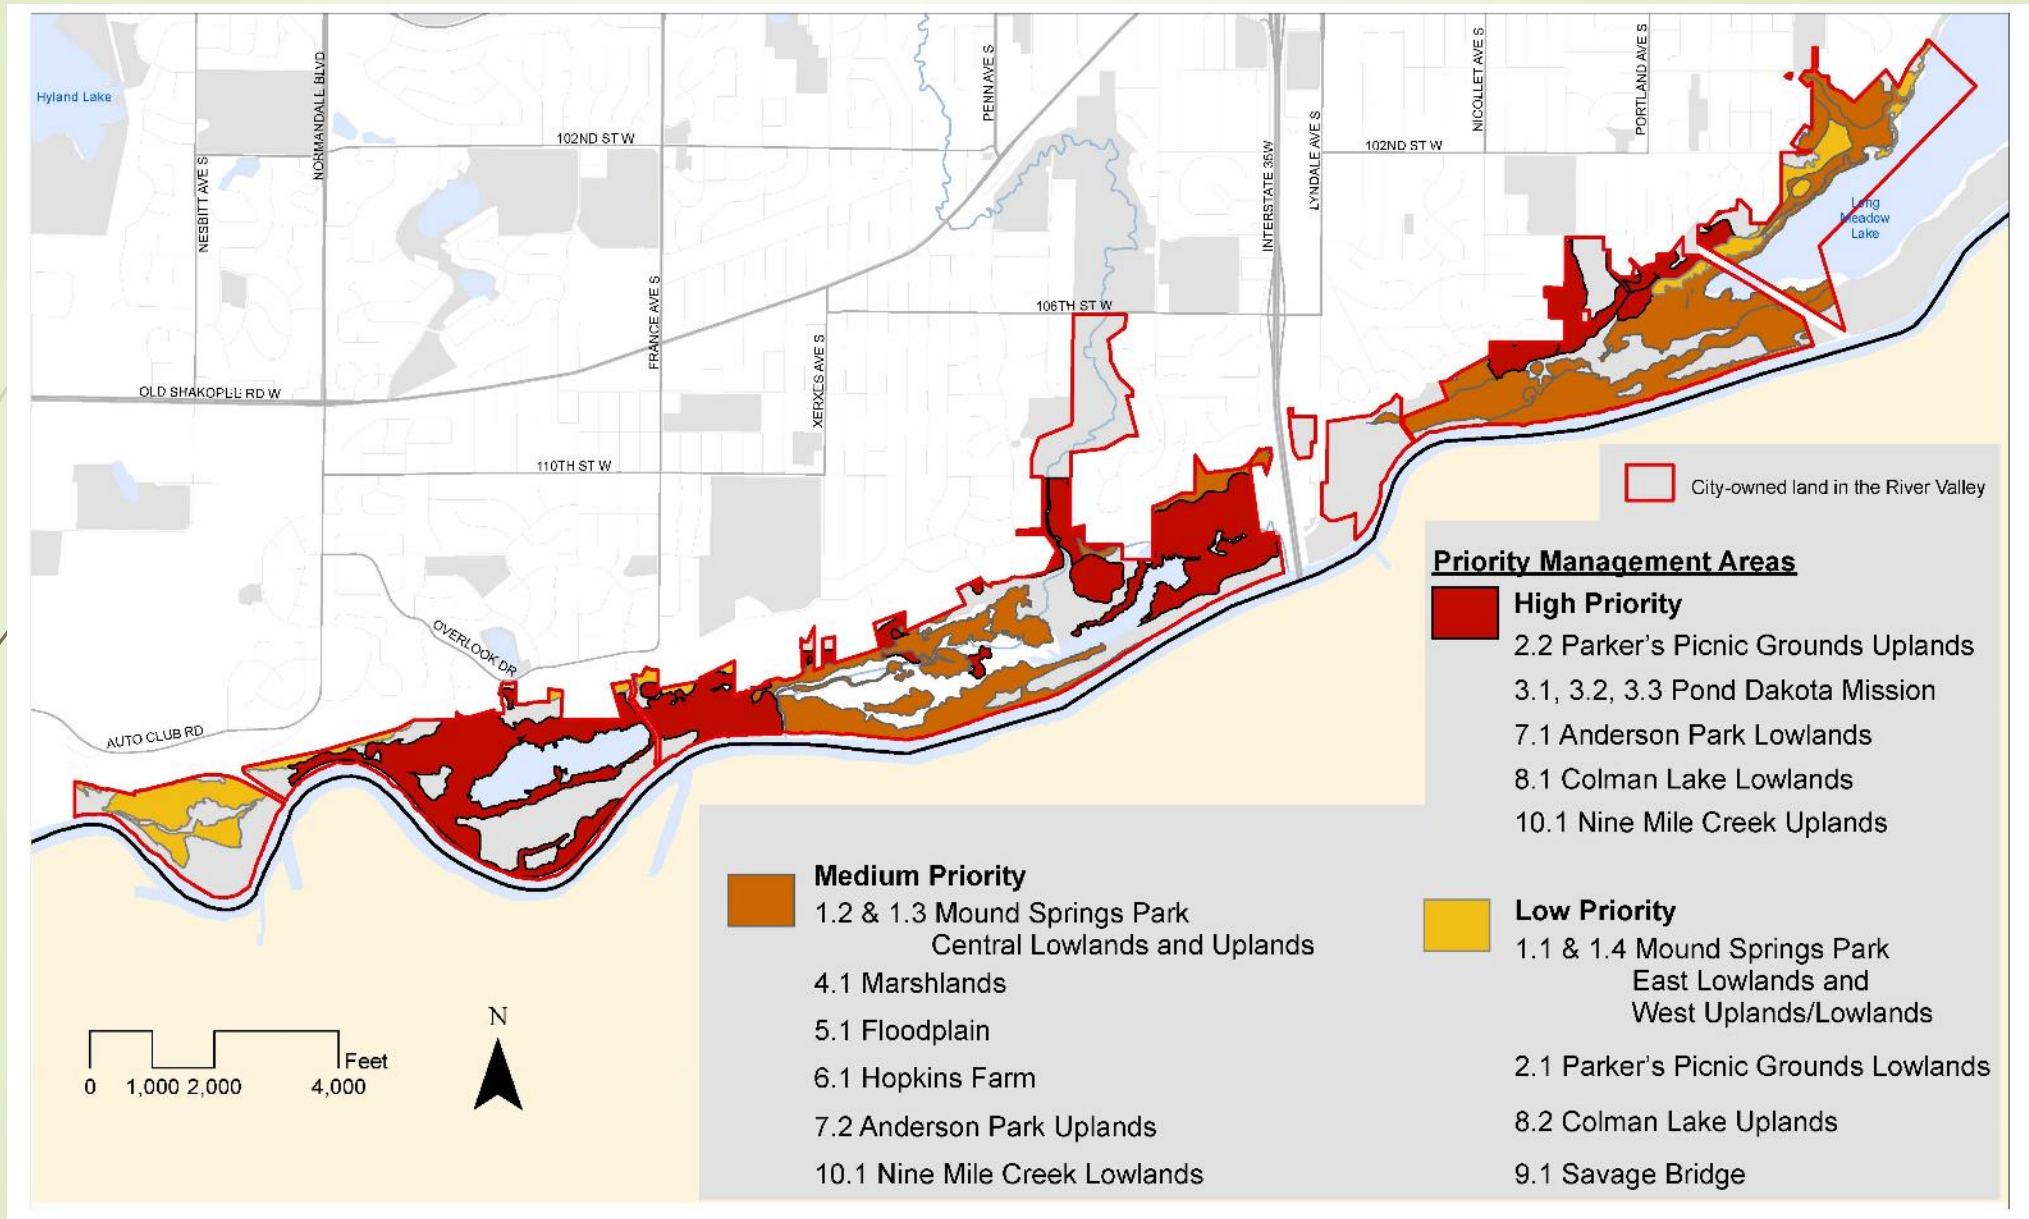 Hyland Lake
NORMANDALL BLVD
NESBITT AVE S
102ND ST W
PENN AVE S
INTERSTATE 35W
LYNDALE AVE S
NICOLLET AVE S
102ND ST W
PORTLAND AVE S
Long
Meadow
Lake
FRANCE AVE S
XERXES AVE S
106TH ST W
OLD SHAKOPEE RD W
110TH ST W
OVERLOOK DR
AUTO CLUB RD
City-owned land in the River Valley
Priority Management Areas
High Priority
2.2 Parker's Picnic Grounds Uplands
3.1, 3.2, 3.3 Pond Dakota Mission
7.1 Anderson Park Lowlands
8.1 Colman Lake Lowlands
10.1 Nine Mile Creek Uplands
Medium Priority
1.2 & 1.3 Mound Springs Park
Central Lowlands and Uplands
4.1 Marshlands
5.1 Floodplain
6.1 Hopkins Farm
7.2 Anderson Park Uplands
10.1 Nine Mile Creek Lowlands
Low Priority
1.1 & 1.4 Mound Springs Park
East Lowlands and
West Uplands/Lowlands
2.1 Parker's Picnic Grounds Lowlands
8.2 Colman Lake Uplands
9.1 Savage Bridge
N
Feet
0 1,000 2,000 4,000